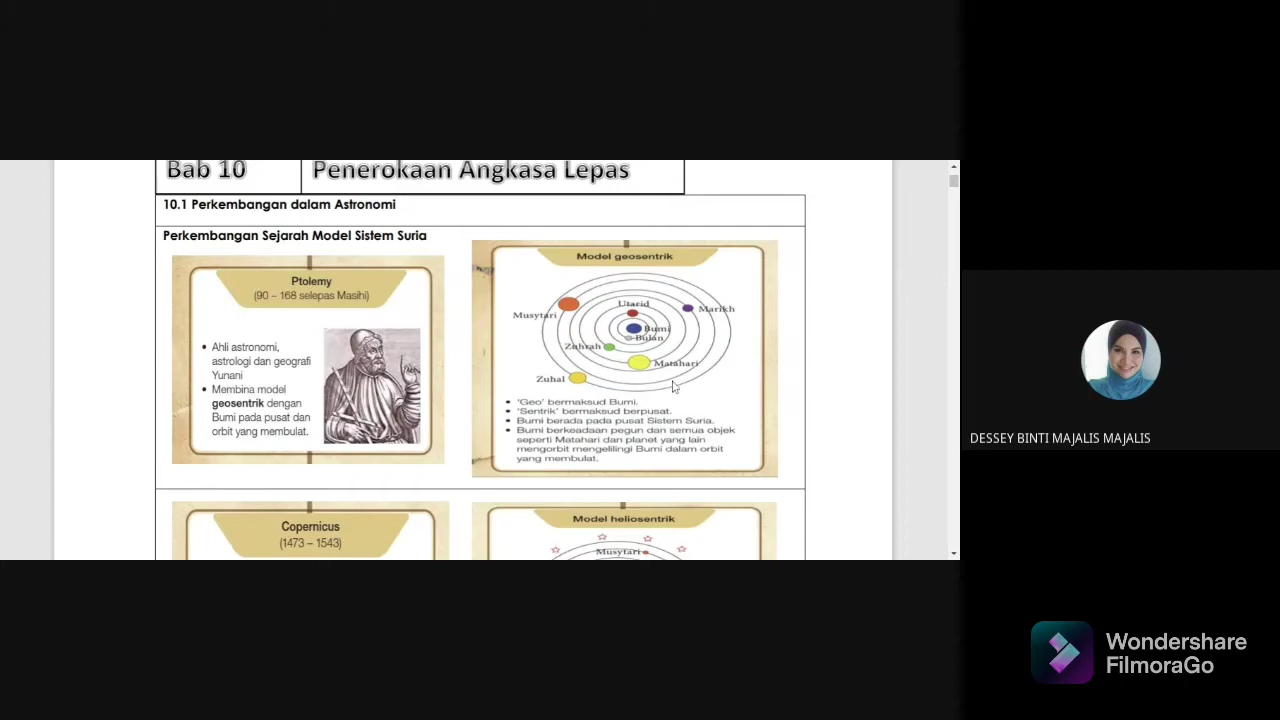 Bab 10
Penerokaan Angkasa Lepas
10.1 Perkembangan dalam Astronomi
Perkembangan Sejarah Model Sistem Suria
Ptolemy
(90 – 168 selepas Masihi)
• Ahli astronomi,
astrologi dan geografi
Yunani
• Membina model
geosentrik dengan
Bumi pada pusat dan
orbit yang membulat.
Model geosentrik
Utarid
Musytari
Marikh
Bumi
Bulan
Zuhrah
Matahari
Zuhal
• 'Geo' bermaksud Bumi.
• 'Sentrik' bermaksud berpusat.
• Bumi berada pada pusat Sistem Suria.
• Bumi berkeadaan pegun dan semua objek
seperti Matahari dan planet yang lain
mengorbit mengelilingi Bumi dalam orbit
yang membulat.
Copernicus
(1473 – 1543)
Model heliosentrik
Musytari
DESSEY BINTI MAJALIS MAJALIS
Wondershare
FilmoraGo